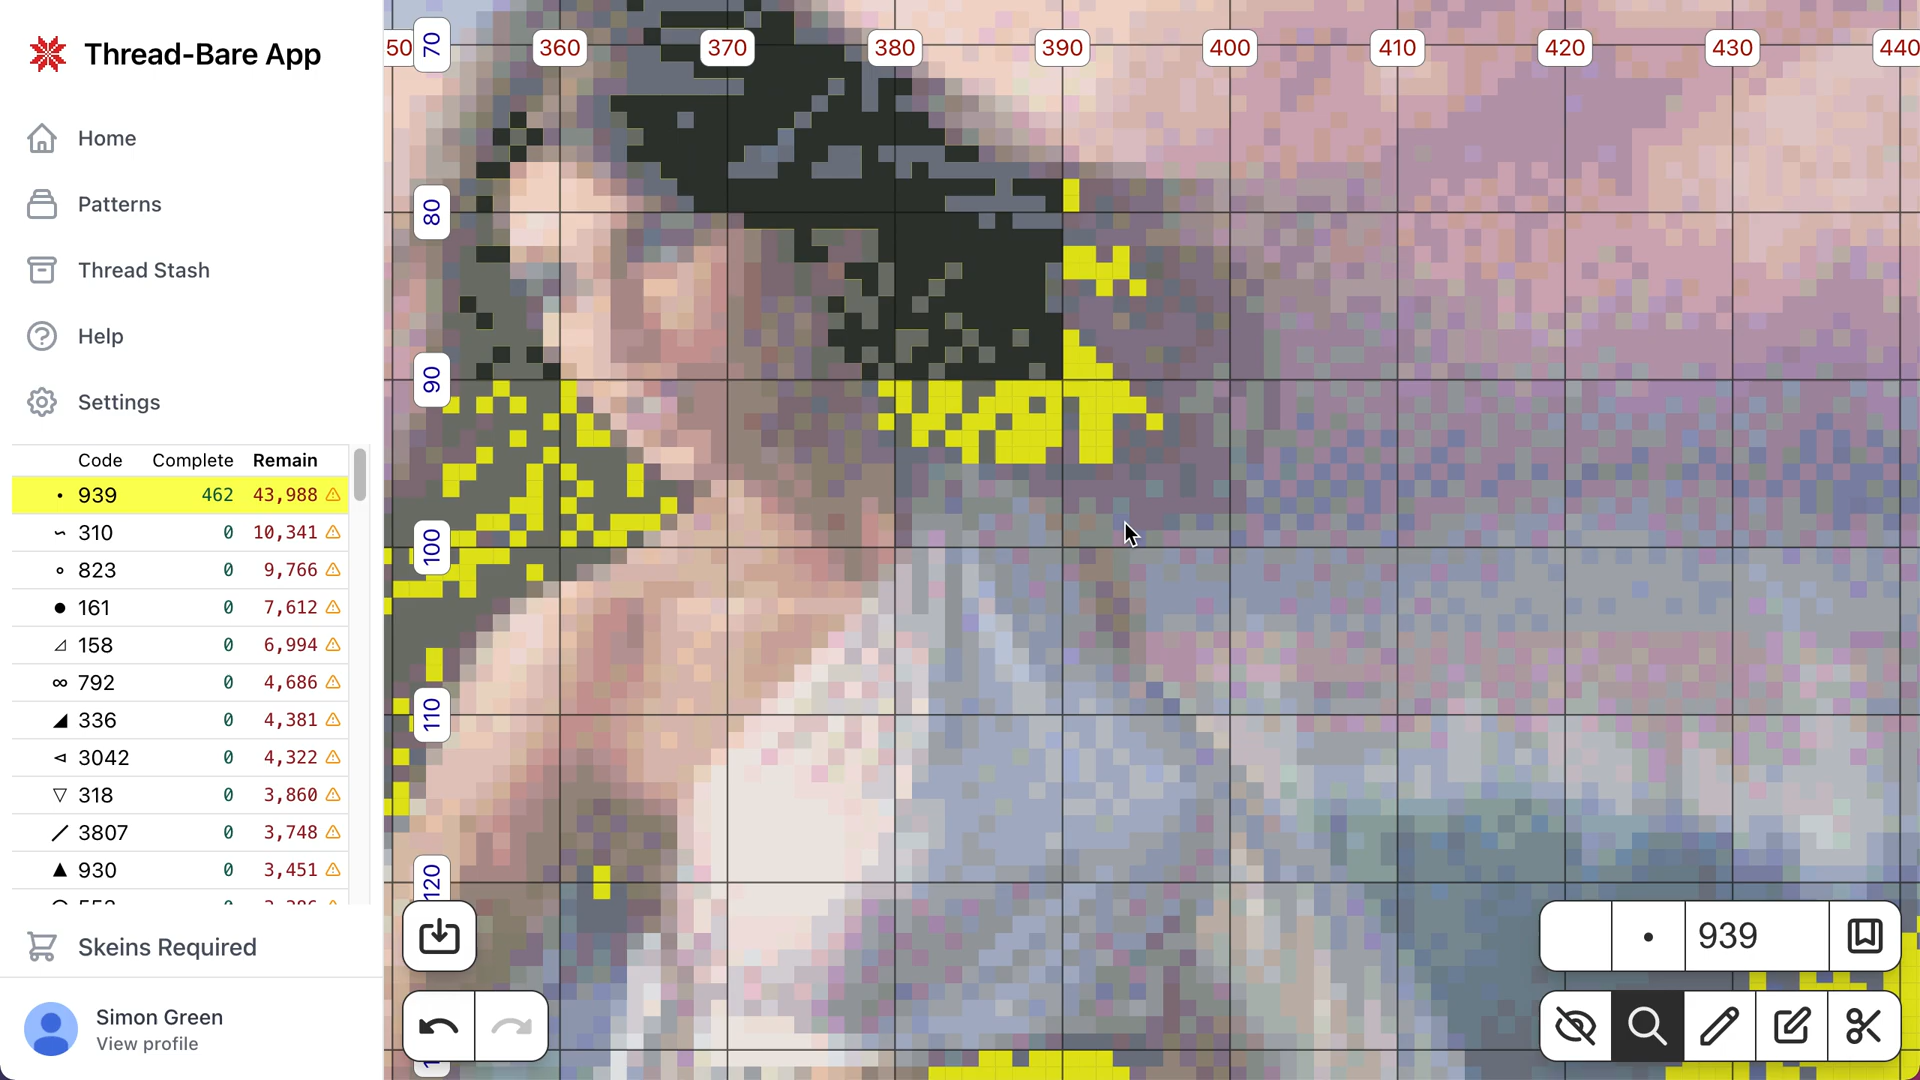 Thread-Bare App
Home
Patterns
Thread Stash
Help
Settings
Code Complete Remain
939 462 43,988
310 0 10,341
823 0 9,766
161 0 7,612
158 0 6,994
792 0 4,686
336 0 4,381
3042 0 4,322
318 0 3,860
3807 0 3,748
930 0 3,451
Skeins Required
Simon Green
View profile
50 360 370 380 390 400 410 420 430 440
70
80
90
100
110
120
939